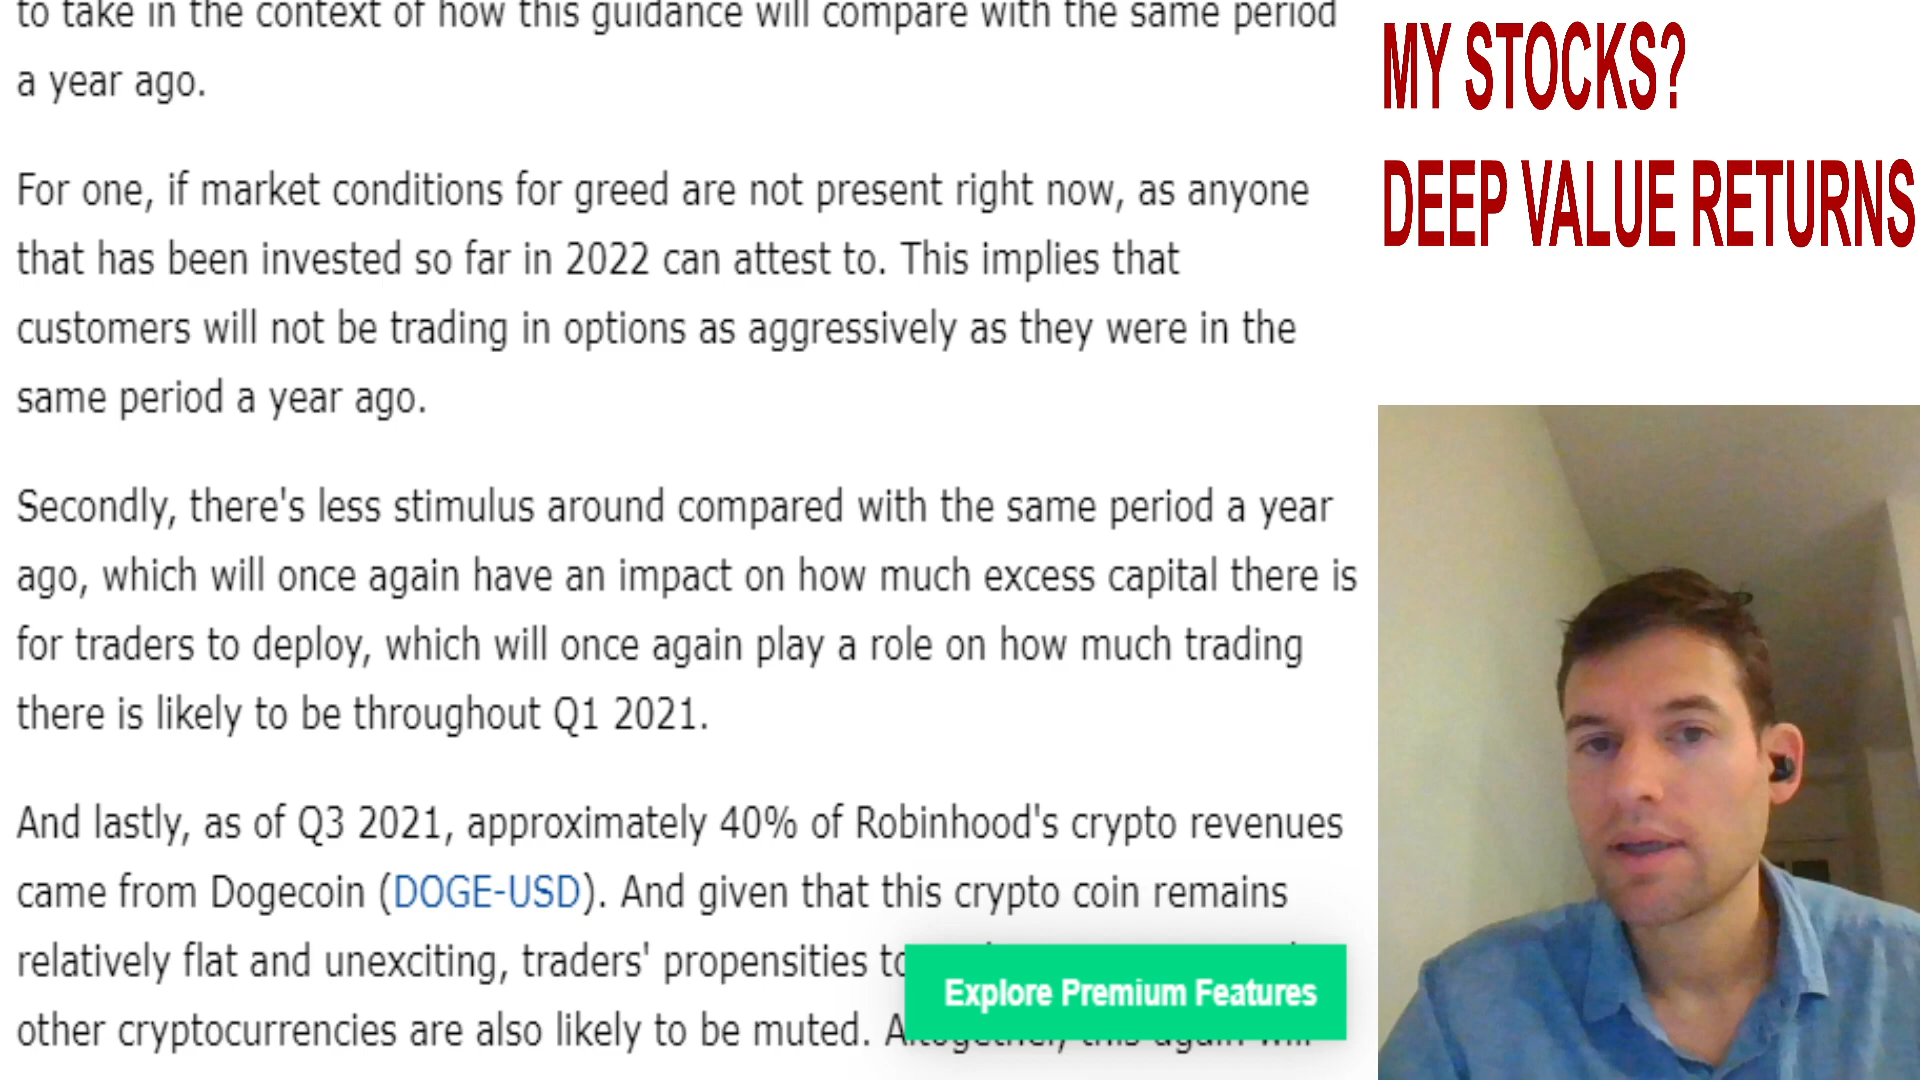 to take in the context of how this guidance will compare with the same period
a year ago.
For one, if market conditions for greed are not present right now, as anyone
that has been invested so far in 2022 can attest to. This implies that
customers will not be trading in options as aggressively as they were in the
same period a year ago.
Secondly, there's less stimulus around compared with the same period a year
ago, which will once again have an impact on how much excess capital there is
for traders to deploy, which will once again play a role on how much trading
there is likely to be throughout Q1 2021.
And lastly, as of Q3 2021, approximately 40% of Robinhood's crypto revenues
came from Dogecoin (DOGE-USD). And given that this crypto coin remains
relatively flat and unexciting, traders' propensities
other cryptocurrencies are also likely to be muted.
Explore Premium Features
MY STOCKS?
DEEP VALUE RETURNS